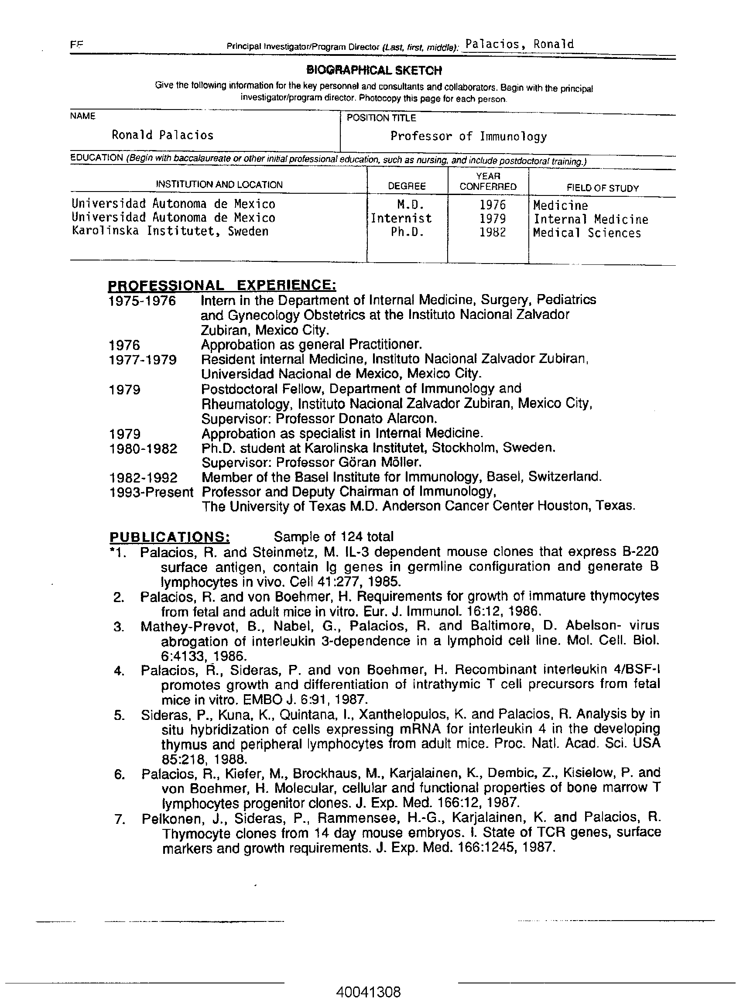 FF
Principal Investigator/Program Director (Last, first, middle): Palacios, Ronald
BIOGRAPHICAL SKETCH
Give the following information for the key personnel and consultants and collaborators. Begin with the principal
investigator/program director. Photocopy this page for each person.
NAME
POSITION TITLE
Ronald Palacios
Professor of Immunology
EDUCATION (Begin with baccalaureate or other initial professional education, such as nursing, and include postdoctoral training.)
INSTITUTION AND LOCATION DEGREE YEAR CONFERRED FIELD OF STUDY
Universidad Autonoma de Mexico M.D. 1976 Medicine
Universidad Autonoma de Mexico Internist 1979 Internal Medicine
Karolinska Institutet, Sweden Ph.D. 1982 Medical Sciences
PROFESSIONAL EXPERIENCE:
1975-1976 Intern in the Department of Internal Medicine, Surgery, Pediatrics
and Gynecology Obstetrics at the Instituto Nacional Zalvador
Zubiran, Mexico City.
1976 Approbation as general Practitioner.
1977-1979 Resident internal Medicine, Instituto Nacional Zalvador Zubiran,
Universidad Nacional de Mexico, Mexico City.
1979 Postdoctoral Fellow, Department of Immunology and
Rheumatology, Instituto Nacional Zalvador Zubiran, Mexico City,
Supervisor: Professor Donato Alarcon.
1979 Approbation as specialist in Internal Medicine.
1980-1982 Ph.D. student at Karolinska Institutet, Stockholm, Sweden.
Supervisor: Professor Göran Möller.
1982-1992 Member of the Basel Institute for Immunology, Basel, Switzerland.
1993-Present Professor and Deputy Chairman of Immunology,
The University of Texas M.D. Anderson Cancer Center Houston, Texas.
PUBLICATIONS: Sample of 124 total
*1. Palacios, R. and Steinmetz, M. IL-3 dependent mouse clones that express B-220
surface antigen, contain Ig genes in germline configuration and generate B
lymphocytes in vivo. Cell 41:277, 1985.
2. Palacios, R. and von Boehmer, H. Requirements for growth of immature thymocytes
from fetal and adult mice in vitro. Eur. J. Immunol. 16:12, 1986.
3. Mathey-Prevot, B., Nabel, G., Palacios, R. and Baltimore, D. Abelson- virus
abrogation of interleukin 3-dependence in a lymphoid cell line. Mol. Cell. Biol.
6:4133, 1986.
4. Palacios, R., Sideras, P. and von Boehmer, H. Recombinant interleukin 4/BSF-I
promotes growth and differentiation of intrathymic T cell precursors from fetal
mice in vitro. EMBO J. 6:91, 1987.
5. Sideras, P., Kuna, K., Quintana, I., Xanthelopulos, K. and Palacios, R. Analysis by in
situ hybridization of cells expressing mRNA for interleukin 4 in the developing
thymus and peripheral lymphocytes from adult mice. Proc. Natl. Acad. Sci. USA
85:218, 1988.
6. Palacios, R., Kiefer, M., Brockhaus, M., Karjalainen, K., Dembic, Z., Kisielow, P. and
von Boehmer, H. Molecular, cellular and functional properties of bone marrow T
lymphocytes progenitor clones. J. Exp. Med. 166:12, 1987.
7. Pelkonen, J., Sideras, P., Rammensee, H.-G., Karjalainen, K. and Palacios, R.
Thymocyte clones from 14 day mouse embryos. I. State of TCR genes, surface
markers and growth requirements. J. Exp. Med. 166:1245, 1987.
40041308